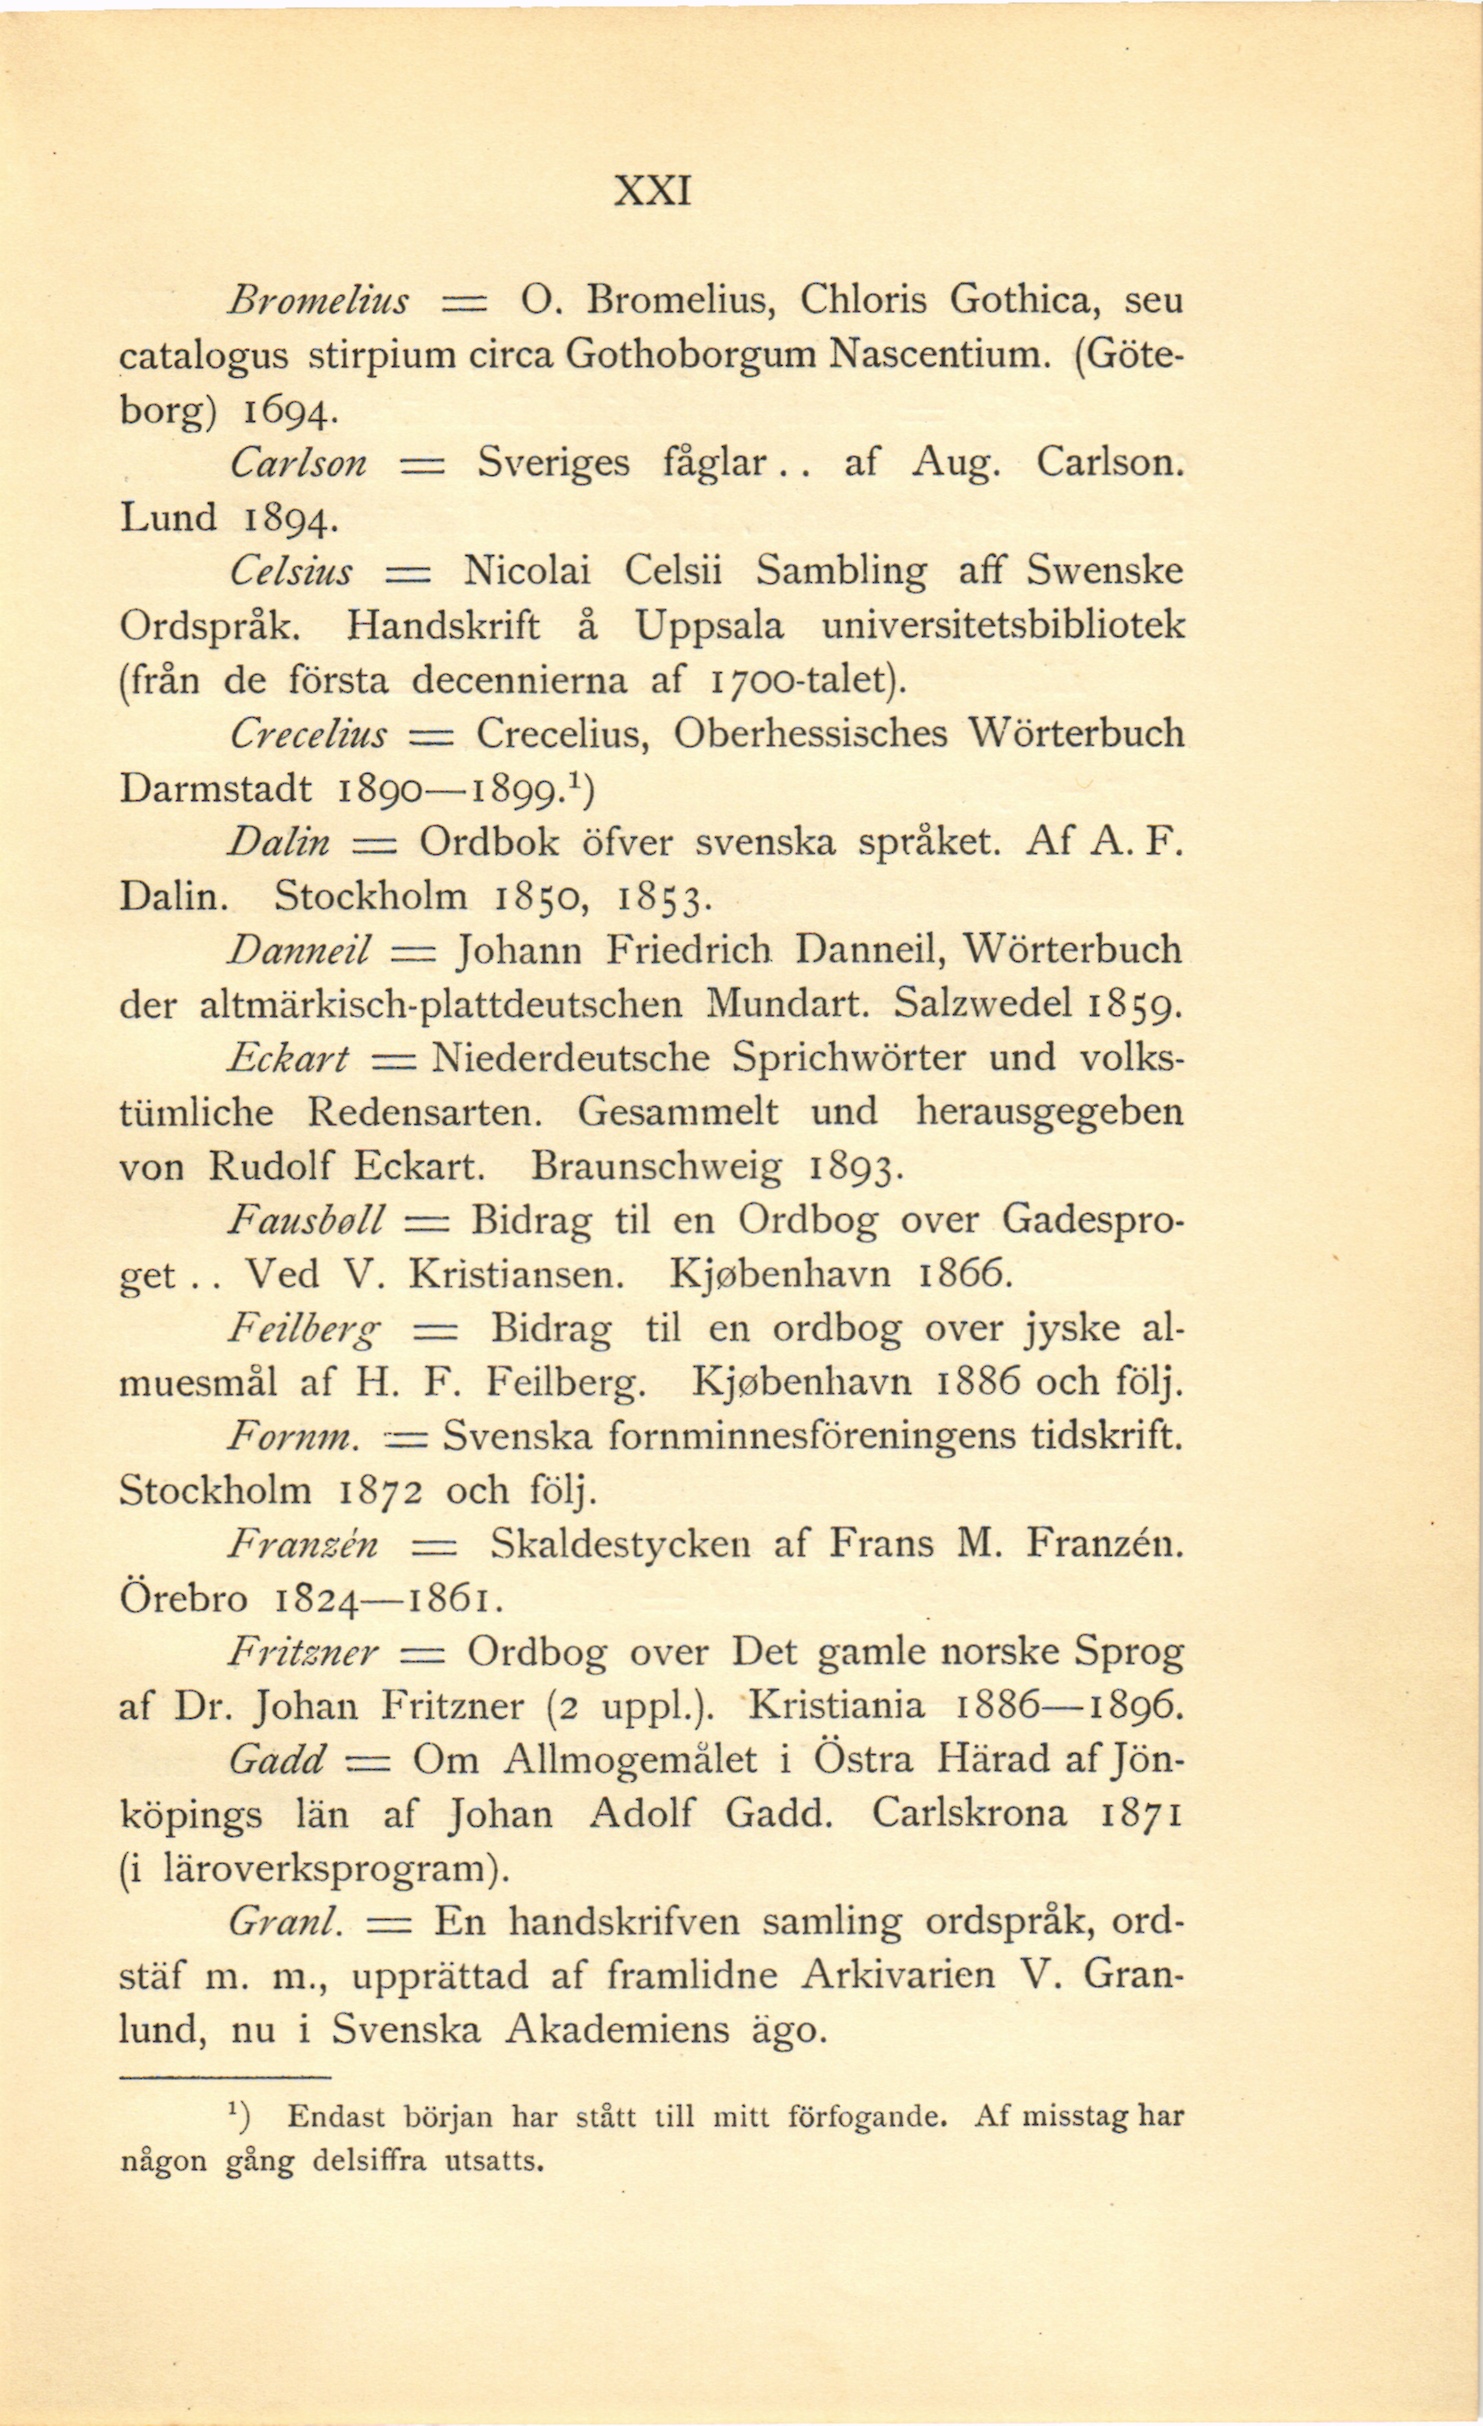 XXI
Bromelius = O. Bromelius, Chloris Gothica, seu
catalogus stirpium circa Gothoborgum Nascentium. (Göte-
borg) 1694.
Carlson = Sveriges fåglar . . af Aug. Carlson.
Lund 1894.
Celsius = Nicolai Celsii Sambling aff Swenske
Ordspråk. Handskrift å Uppsala universitetsbibliotek
(från de första decennierna af 1700-talet).
Crecelius = Crecelius, Oberhessisches Wörterbuch
Darmstadt 1890—1899.¹)
Dalin = Ordbok öfver svenska språket. Af A. F.
Dalin. Stockholm 1850, 1853.
Danneil = Johann Friedrich Danneil, Wörterbuch
der altmärkisch-plattdeutschen Mundart. Salzwedel 1859.
Eckart = Niederdeutsche Sprichwörter und volks-
tümliche Redensarten. Gesammelt und herausgegeben
von Rudolf Eckart. Braunschweig 1893.
Fausbøll = Bidrag til en Ordbog over Gadespro-
get . . Ved V. Kristiansen. Kjøbenhavn 1866.
Feilberg = Bidrag til en ordbog over jyske al-
muesmål af H. F. Feilberg. Kjøbenhavn 1886 och följ.
Fornm. = Svenska fornminnesföreningens tidskrift.
Stockholm 1872 och följ.
Franzén = Skaldestycken af Frans M. Franzén.
Örebro 1824—1861.
Fritzner = Ordbog over Det gamle norske Sprog
af Dr. Johan Fritzner (2 uppl.). Kristiania 1886—1896.
Gadd = Om Allmogemålet i Östra Härad af Jön-
köpings län af Johan Adolf Gadd. Carlskrona 1871
(i läroverksprogram).
Granl. = En handskrifven samling ordspråk, ord-
stäf m. m., upprättad af framlidne Arkivarien V. Gran-
lund, nu i Svenska Akademiens ägo.
¹) Endast början har stått till mitt förfogande. Af misstag har
någon gång delsiffra utsatts.